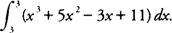 ∫₃³ (x³ + 5x² − 3x + 11) dx.